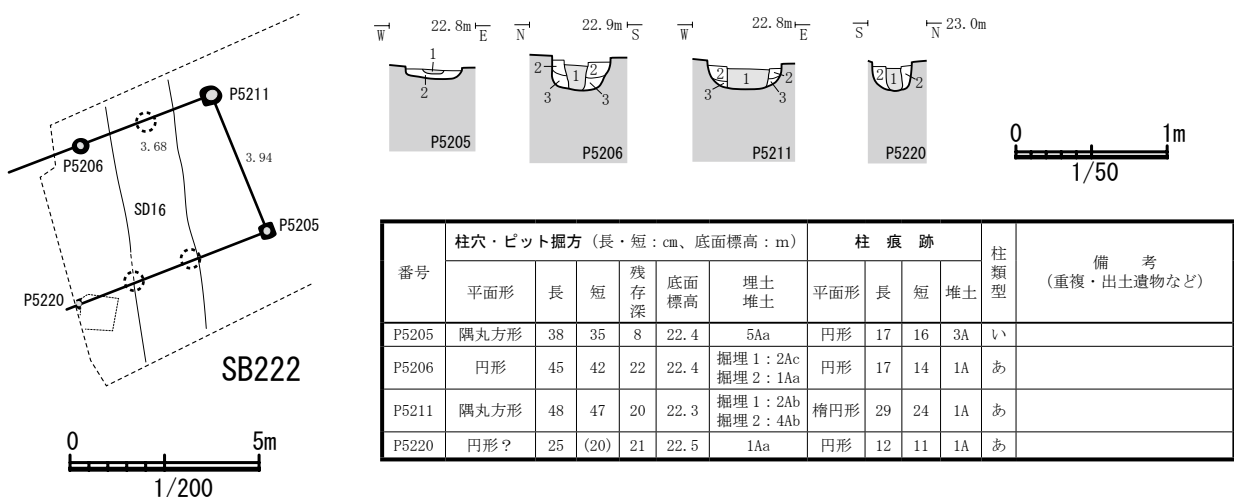 W 22.8m E
N 22.9m S
W 22.8m E
S N 23.0m
1
2
P5205
2 1 2
3 3
P5206
2 1 2
3 3
P5211
2 1 2
P5220
0 1m
1/50
P5211
3.68
P5206
3.94
SD16
P5205
P5220
SB222
0 5m
1/200
番号 柱穴・ピット掘方（長・短：㎝、底面標高：m） 柱 痕 跡 柱類型 備 考（重複・出土遺物など）
平面形 長 短 残存深 底面標高 埋土堆土 平面形 長 短 堆土
P5205 隅丸方形 38 35 8 22.4 5Aa 円形 17 16 3A い
P5206 円形 45 42 22 22.4 掘埋1：2Ac 掘埋2：1Aa 円形 17 14 1A あ
P5211 隅丸方形 48 47 20 22.3 掘埋1：2Ab 掘埋2：4Ab 楕円形 29 24 1A あ
P5220 円形？ 25 (20) 21 22.5 1Aa 円形 12 11 1A あ